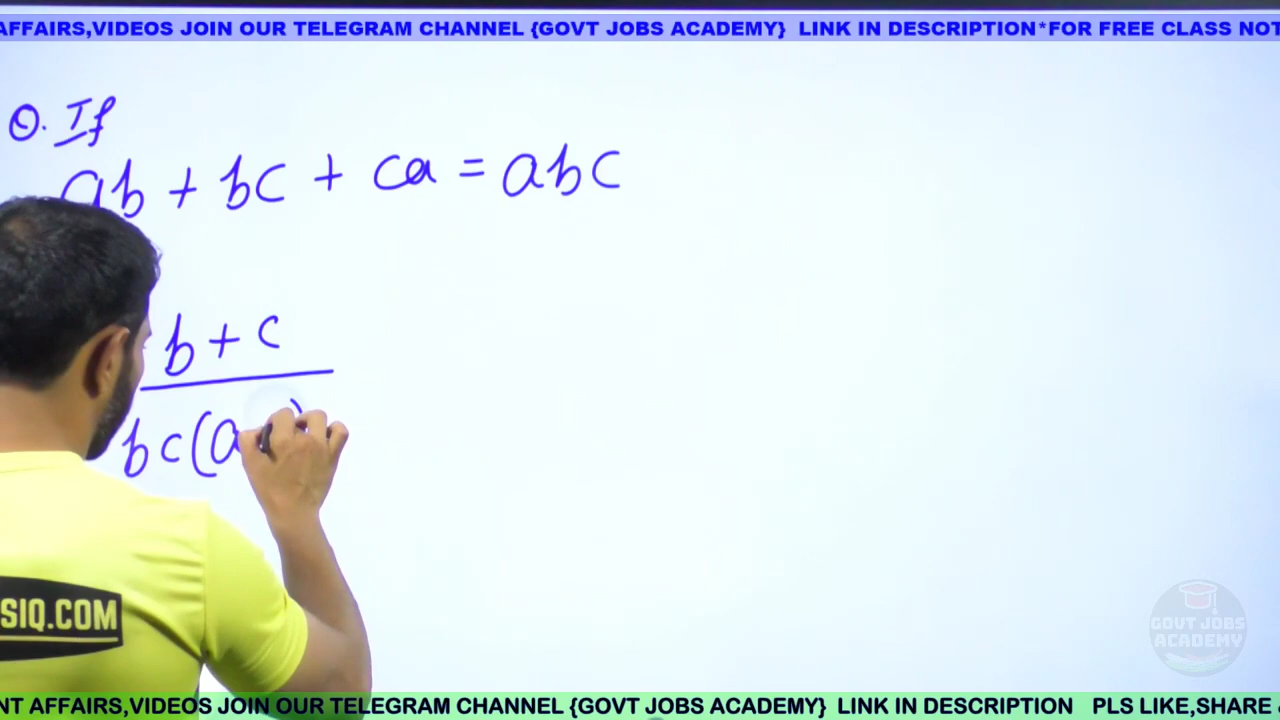 AFFAIRS,VIDEOS JOIN OUR TELEGRAM CHANNEL {GOVT JOBS ACADEMY} LINK IN DESCRIPTION*FOR FREE CLASS NOT
Q. If
ab + bc + ca = abc
b + c
bc(a
SIQ.COM
GOVT JOBS
ACADEMY
NT AFFAIRS,VIDEOS JOIN OUR TELEGRAM CHANNEL {GOVT JOBS ACADEMY} LINK IN DESCRIPTION PLS LIKE,SHARE